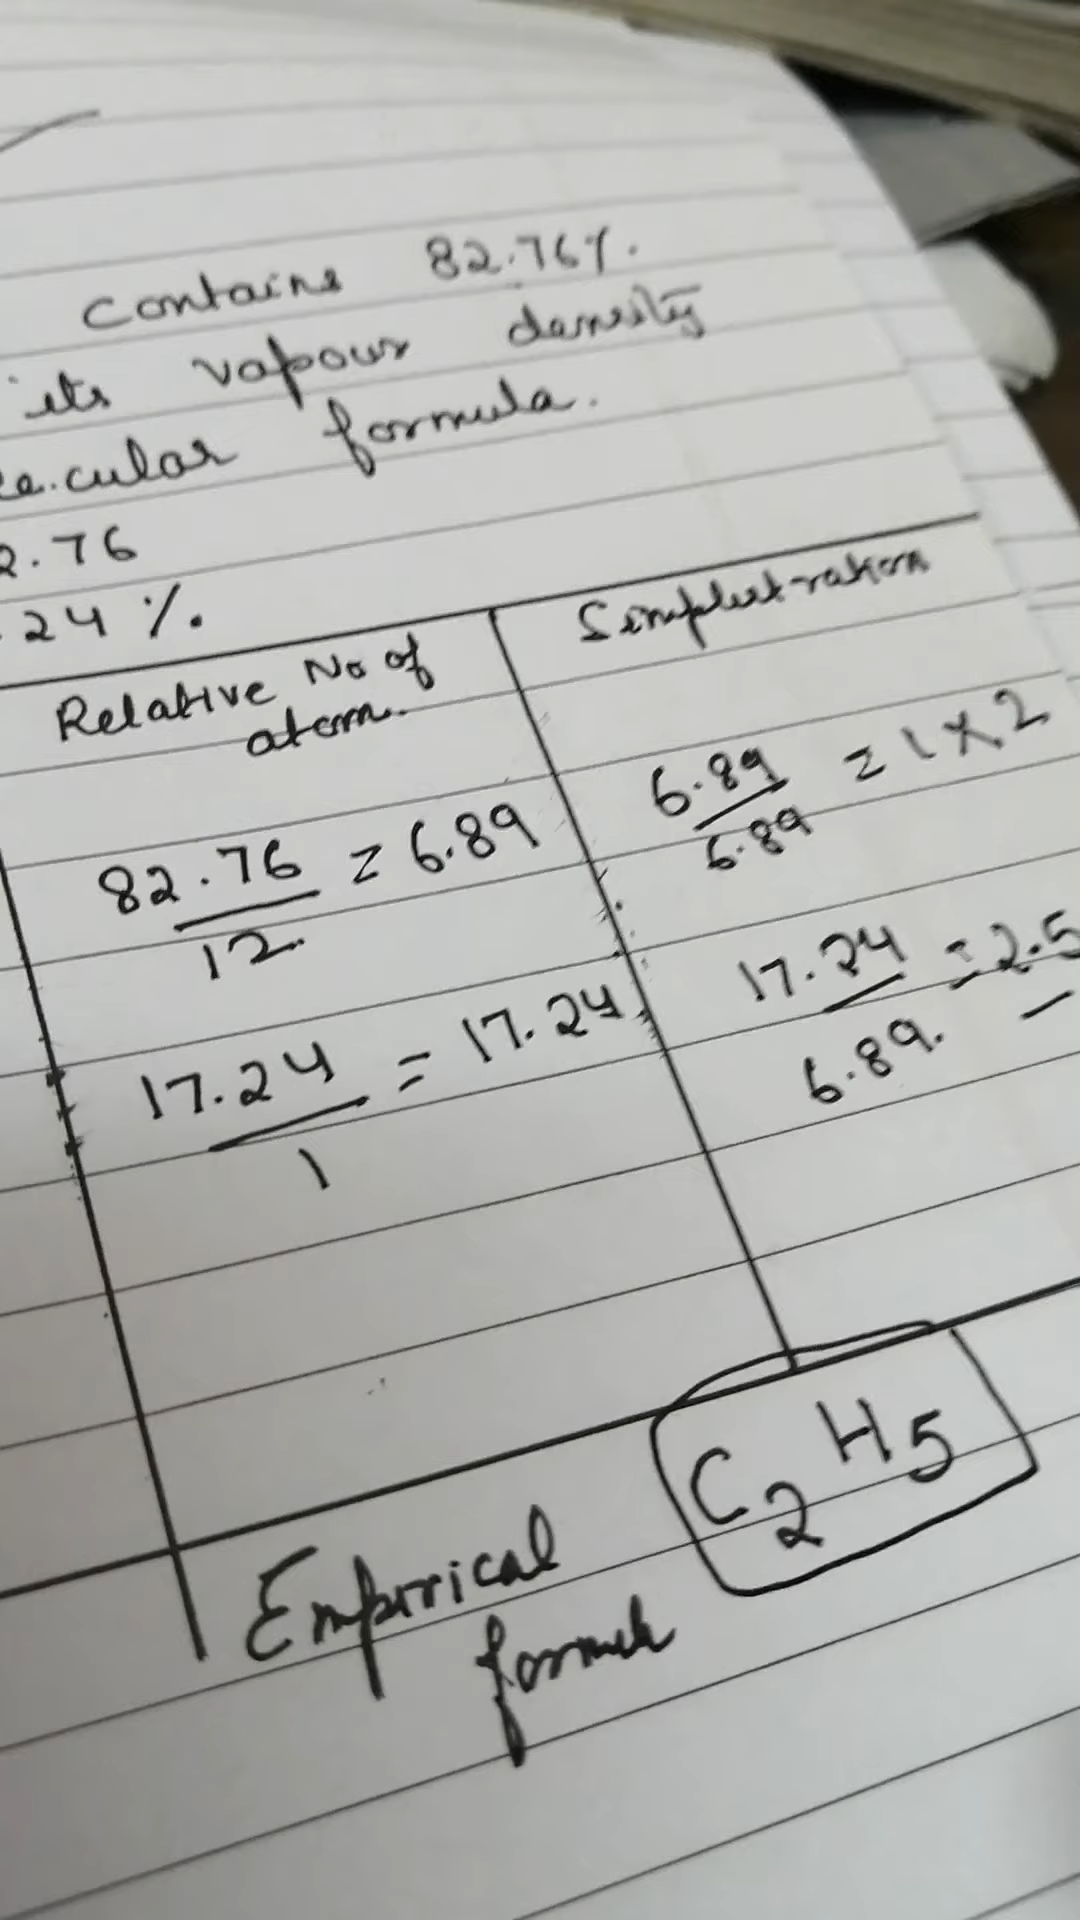 contains 82.76%.
its vapour density
cular formula.
2.76
24 %.
Relative No of
atom.
Simplest ration
82.76 = 6.89
12.
6.89 = 1 × 2
6.89
17.24 = 17.24
1
17.24 = 2.5
6.89.
C2H5
Empirical